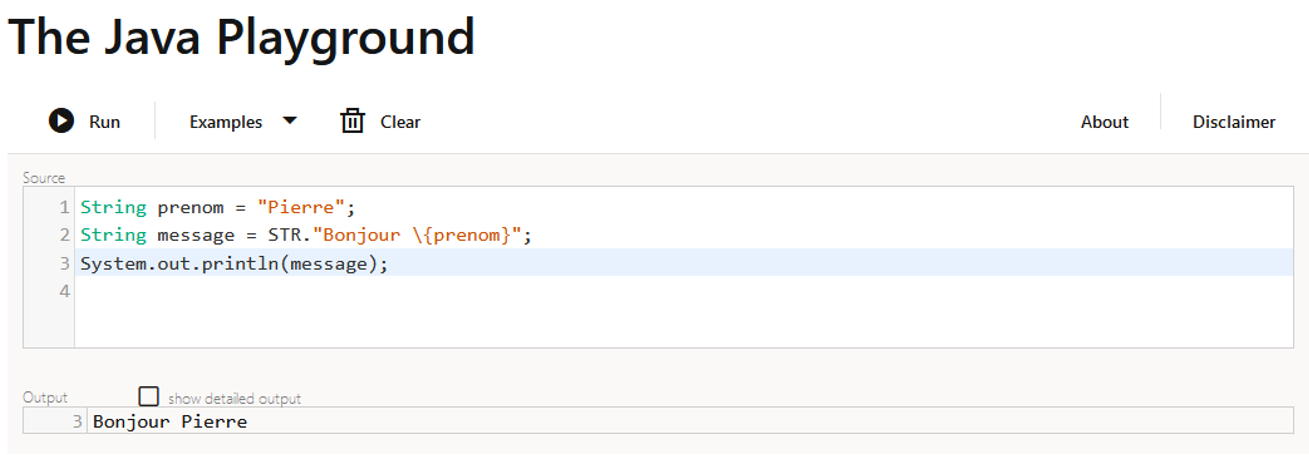 The Java Playground
Run Examples Clear About Disclaimer
Source
1 String prenom = "Pierre";
2 String message = STR."Bonjour \{prenom}";
3 System.out.println(message);
4
Output show detailed output
3 Bonjour Pierre